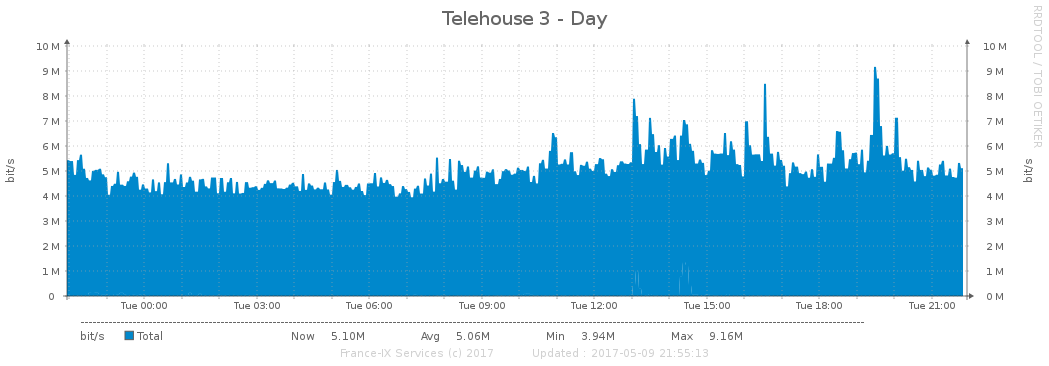 Telehouse 3 - Day
RRDTOOL / TOBI OETIKER
bit/s
10 M
9 M
8 M
7 M
6 M
5 M
4 M
3 M
2 M
1 M
0
10 M
9 M
8 M
7 M
6 M
5 M
4 M
3 M
2 M
1 M
0 M
bit/s
Tue 00:00 Tue 03:00 Tue 06:00 Tue 09:00 Tue 12:00 Tue 15:00 Tue 18:00 Tue 21:00
bit/s Total Now 5.10M Avg 5.06M Min 3.94M Max 9.16M
France-IX Services (c) 2017 Updated : 2017-05-09 21:55:13